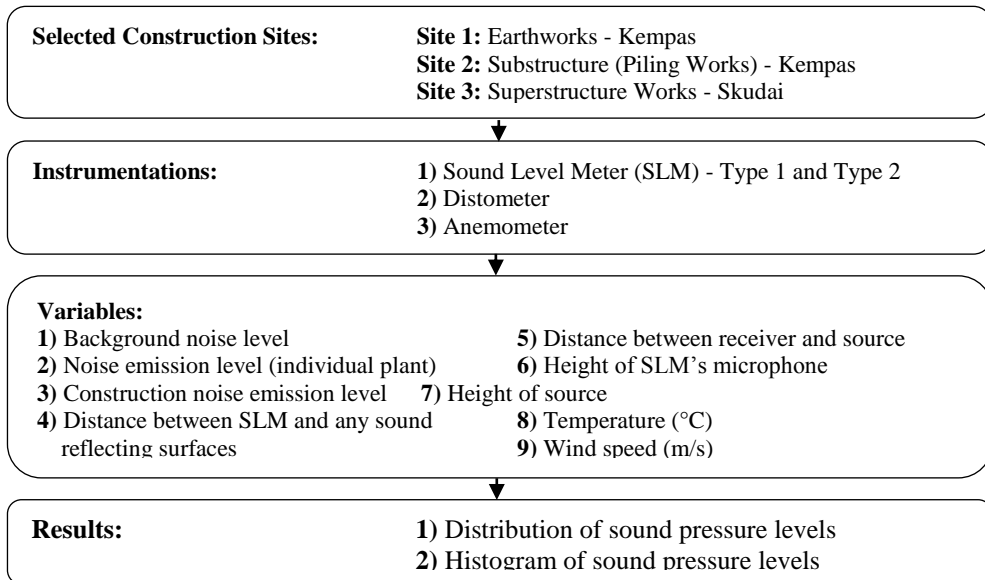 Selected Construction Sites: Site 1: Earthworks - Kempas
Site 2: Substructure (Piling Works) - Kempas
Site 3: Superstructure Works - Skudai
Instrumentations: 1) Sound Level Meter (SLM) - Type 1 and Type 2
2) Distometer
3) Anemometer
Variables:
1) Background noise level
2) Noise emission level (individual plant)
3) Construction noise emission level
4) Distance between SLM and any sound
reflecting surfaces
5) Distance between receiver and source
6) Height of SLM's microphone
7) Height of source
8) Temperature (°C)
9) Wind speed (m/s)
Results: 1) Distribution of sound pressure levels
2) Histogram of sound pressure levels